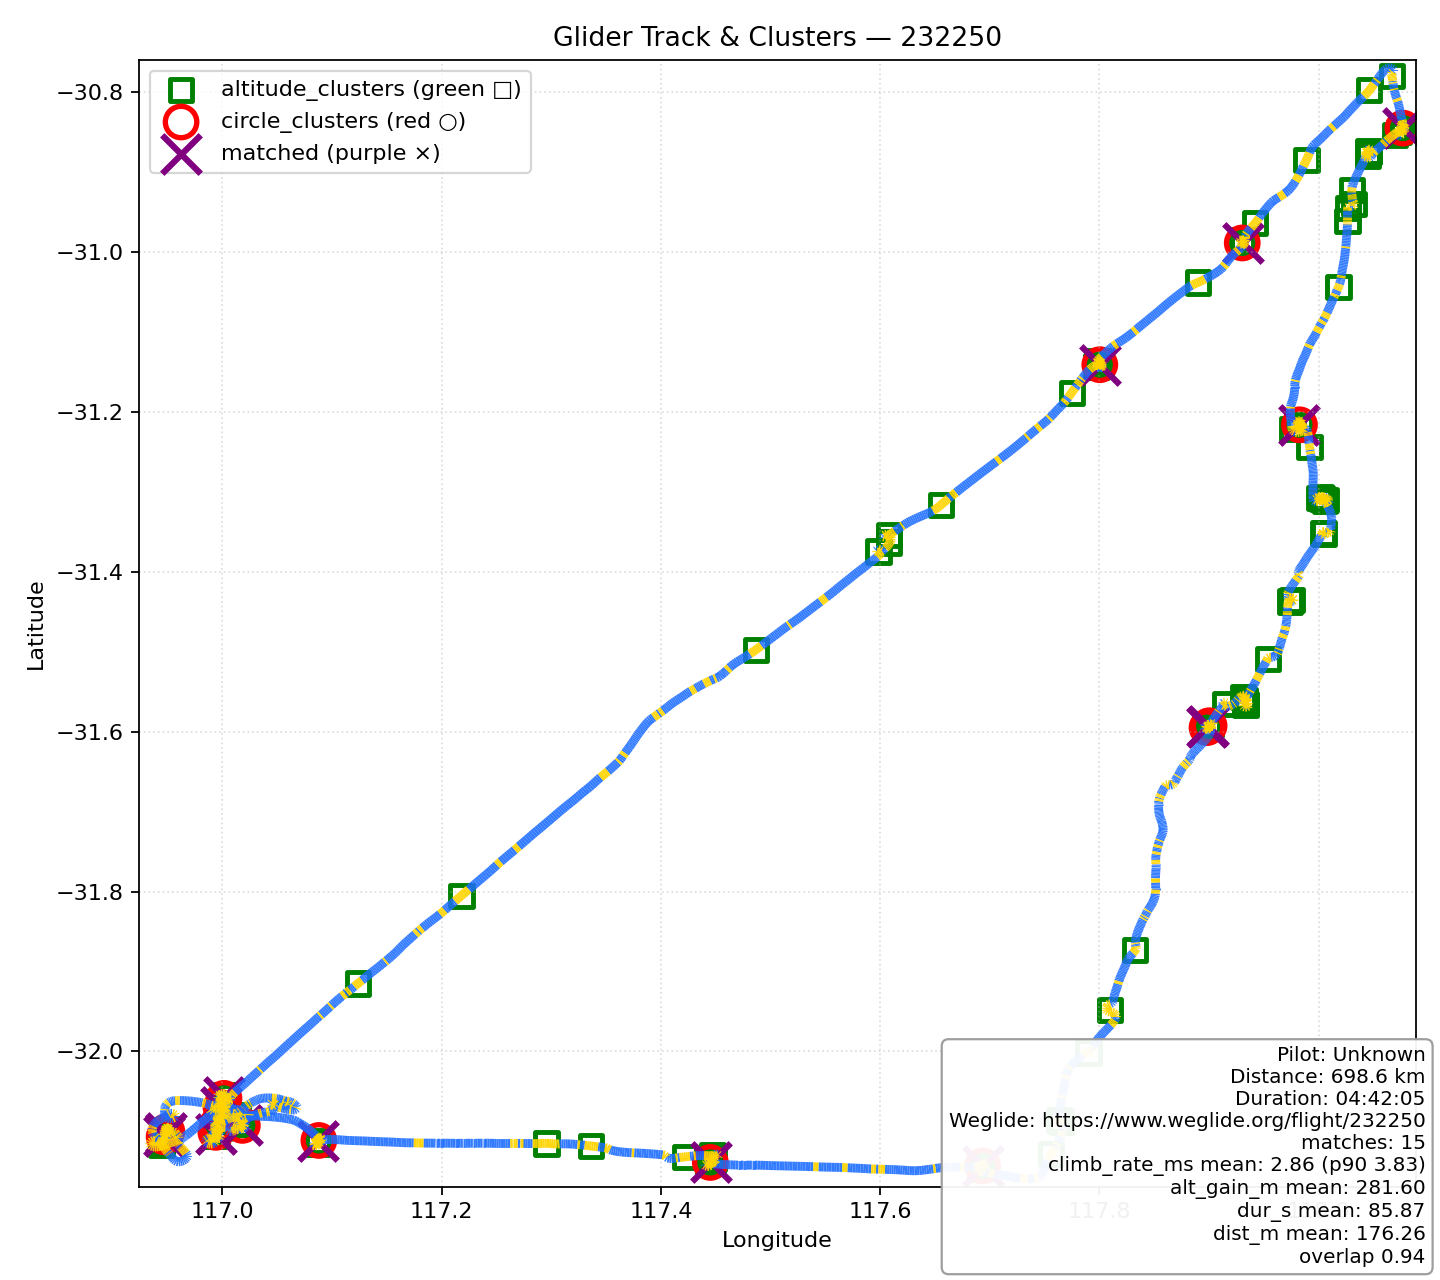 Glider Track & Clusters — 232250
altitude_clusters (green □)
circle_clusters (red ○)
matched (purple ×)
Latitude
−30.8
−31.0
−31.2
−31.4
−31.6
−31.8
−32.0
117.0
117.2
117.4
117.6
117.8
Longitude
Pilot: Unknown
Distance: 698.6 km
Duration: 04:42:05
Weglide: https://www.weglide.org/flight/232250
matches: 15
climb_rate_ms mean: 2.86 (p90 3.83)
alt_gain_m mean: 281.60
dur_s mean: 85.87
dist_m mean: 176.26
overlap 0.94